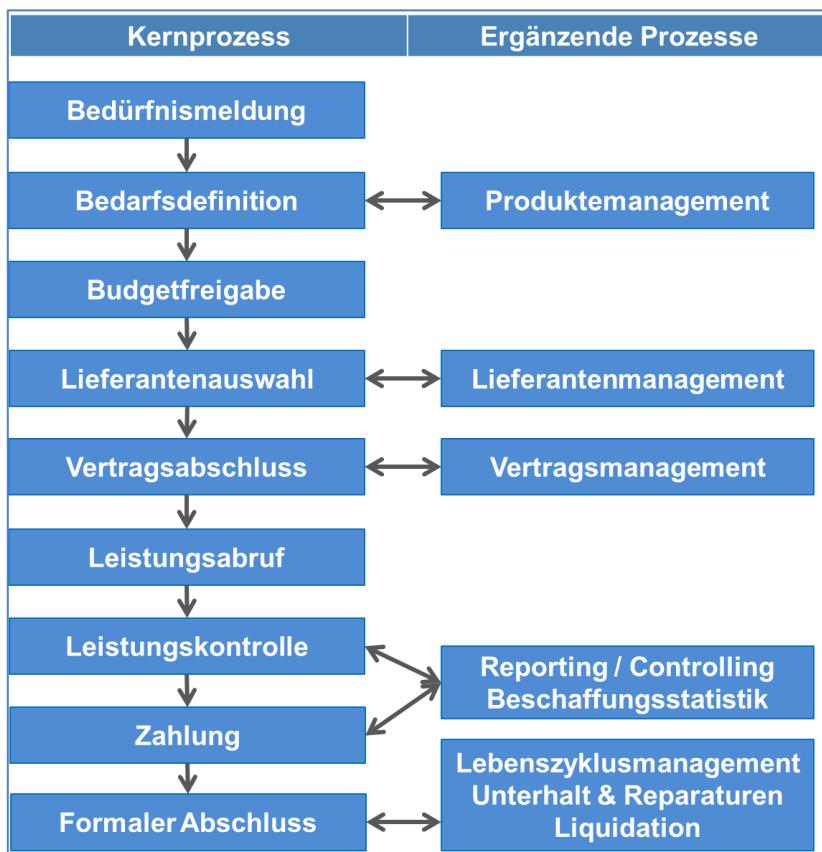 Kernprozess
Ergänzende Prozesse
Bedürfnismeldung
Bedarfsdefinition
Produktemanagement
Budgetfreigabe
Lieferantenauswahl
Lieferantenmanagement
Vertragsabschluss
Vertragsmanagement
Leistungsabruf
Leistungskontrolle
Reporting / Controlling
Beschaffungsstatistik
Zahlung
Lebenszyklusmanagement
Unterhalt & Reparaturen
Liquidation
Formaler Abschluss